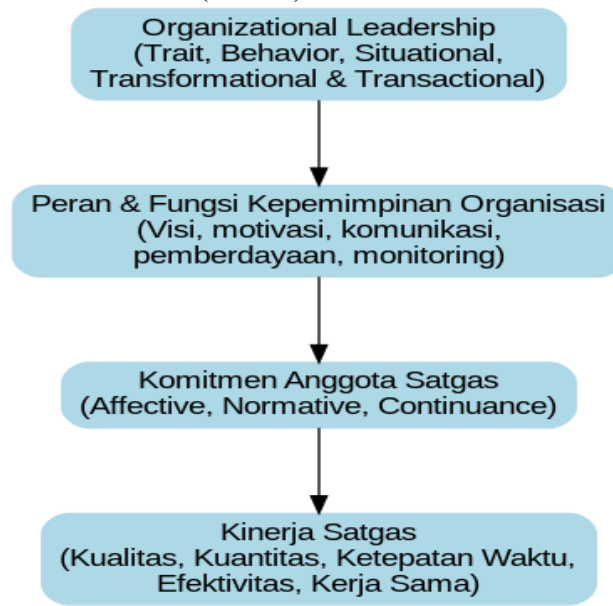 Organizational Leadership
(Trait, Behavior, Situational,
Transformational & Transactional)
Peran & Fungsi Kepemimpinan Organisasi
(Visi, motivasi, komunikasi,
pemberdayaan, monitoring)
Komitmen Anggota Satgas
(Affective, Normative, Continuance)
Kinerja Satgas
(Kualitas, Kuantitas, Ketepatan Waktu,
Efektivitas, Kerja Sama)